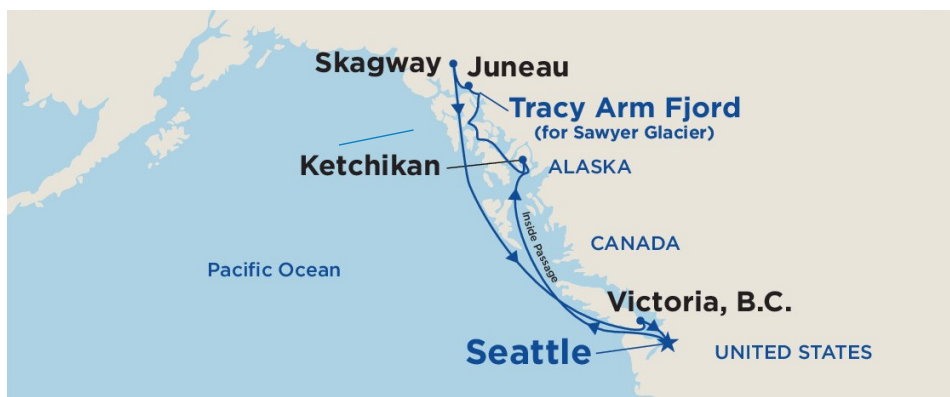 Skagway
Juneau
Tracy Arm Fjord
(for Sawyer Glacier)
Ketchikan
ALASKA
Inside Passage
CANADA
Pacific Ocean
Victoria, B.C.
Seattle
UNITED STATES